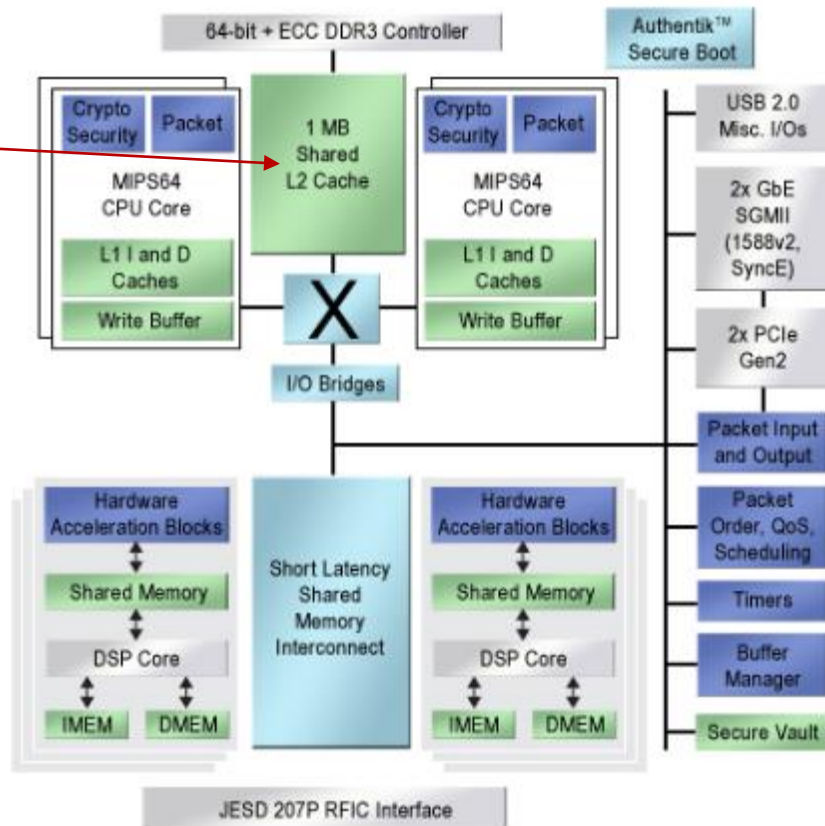 64-bit + ECC DDR3 Controller
Authentik™
Secure Boot
Crypto
Security
Packet
MIPS64
CPU Core
L1 I and D
Caches
Write Buffer
1 MB
Shared
L2 Cache
Crypto
Security
Packet
MIPS64
CPU Core
L1 I and D
Caches
Write Buffer
X
I/O Bridges
USB 2.0
Misc. I/Os
2x GbE
SGMII
(1588v2,
SyncE)
2x PCIe
Gen2
Packet Input
and Output
Packet
Order, QoS,
Scheduling
Timers
Buffer
Manager
Secure Vault
Hardware
Acceleration Blocks
Shared Memory
DSP Core
IMEM
DMEM
Short Latency
Shared
Memory
Interconnect
Hardware
Acceleration Blocks
Shared Memory
DSP Core
IMEM
DMEM
JESD 207P RFIC Interface